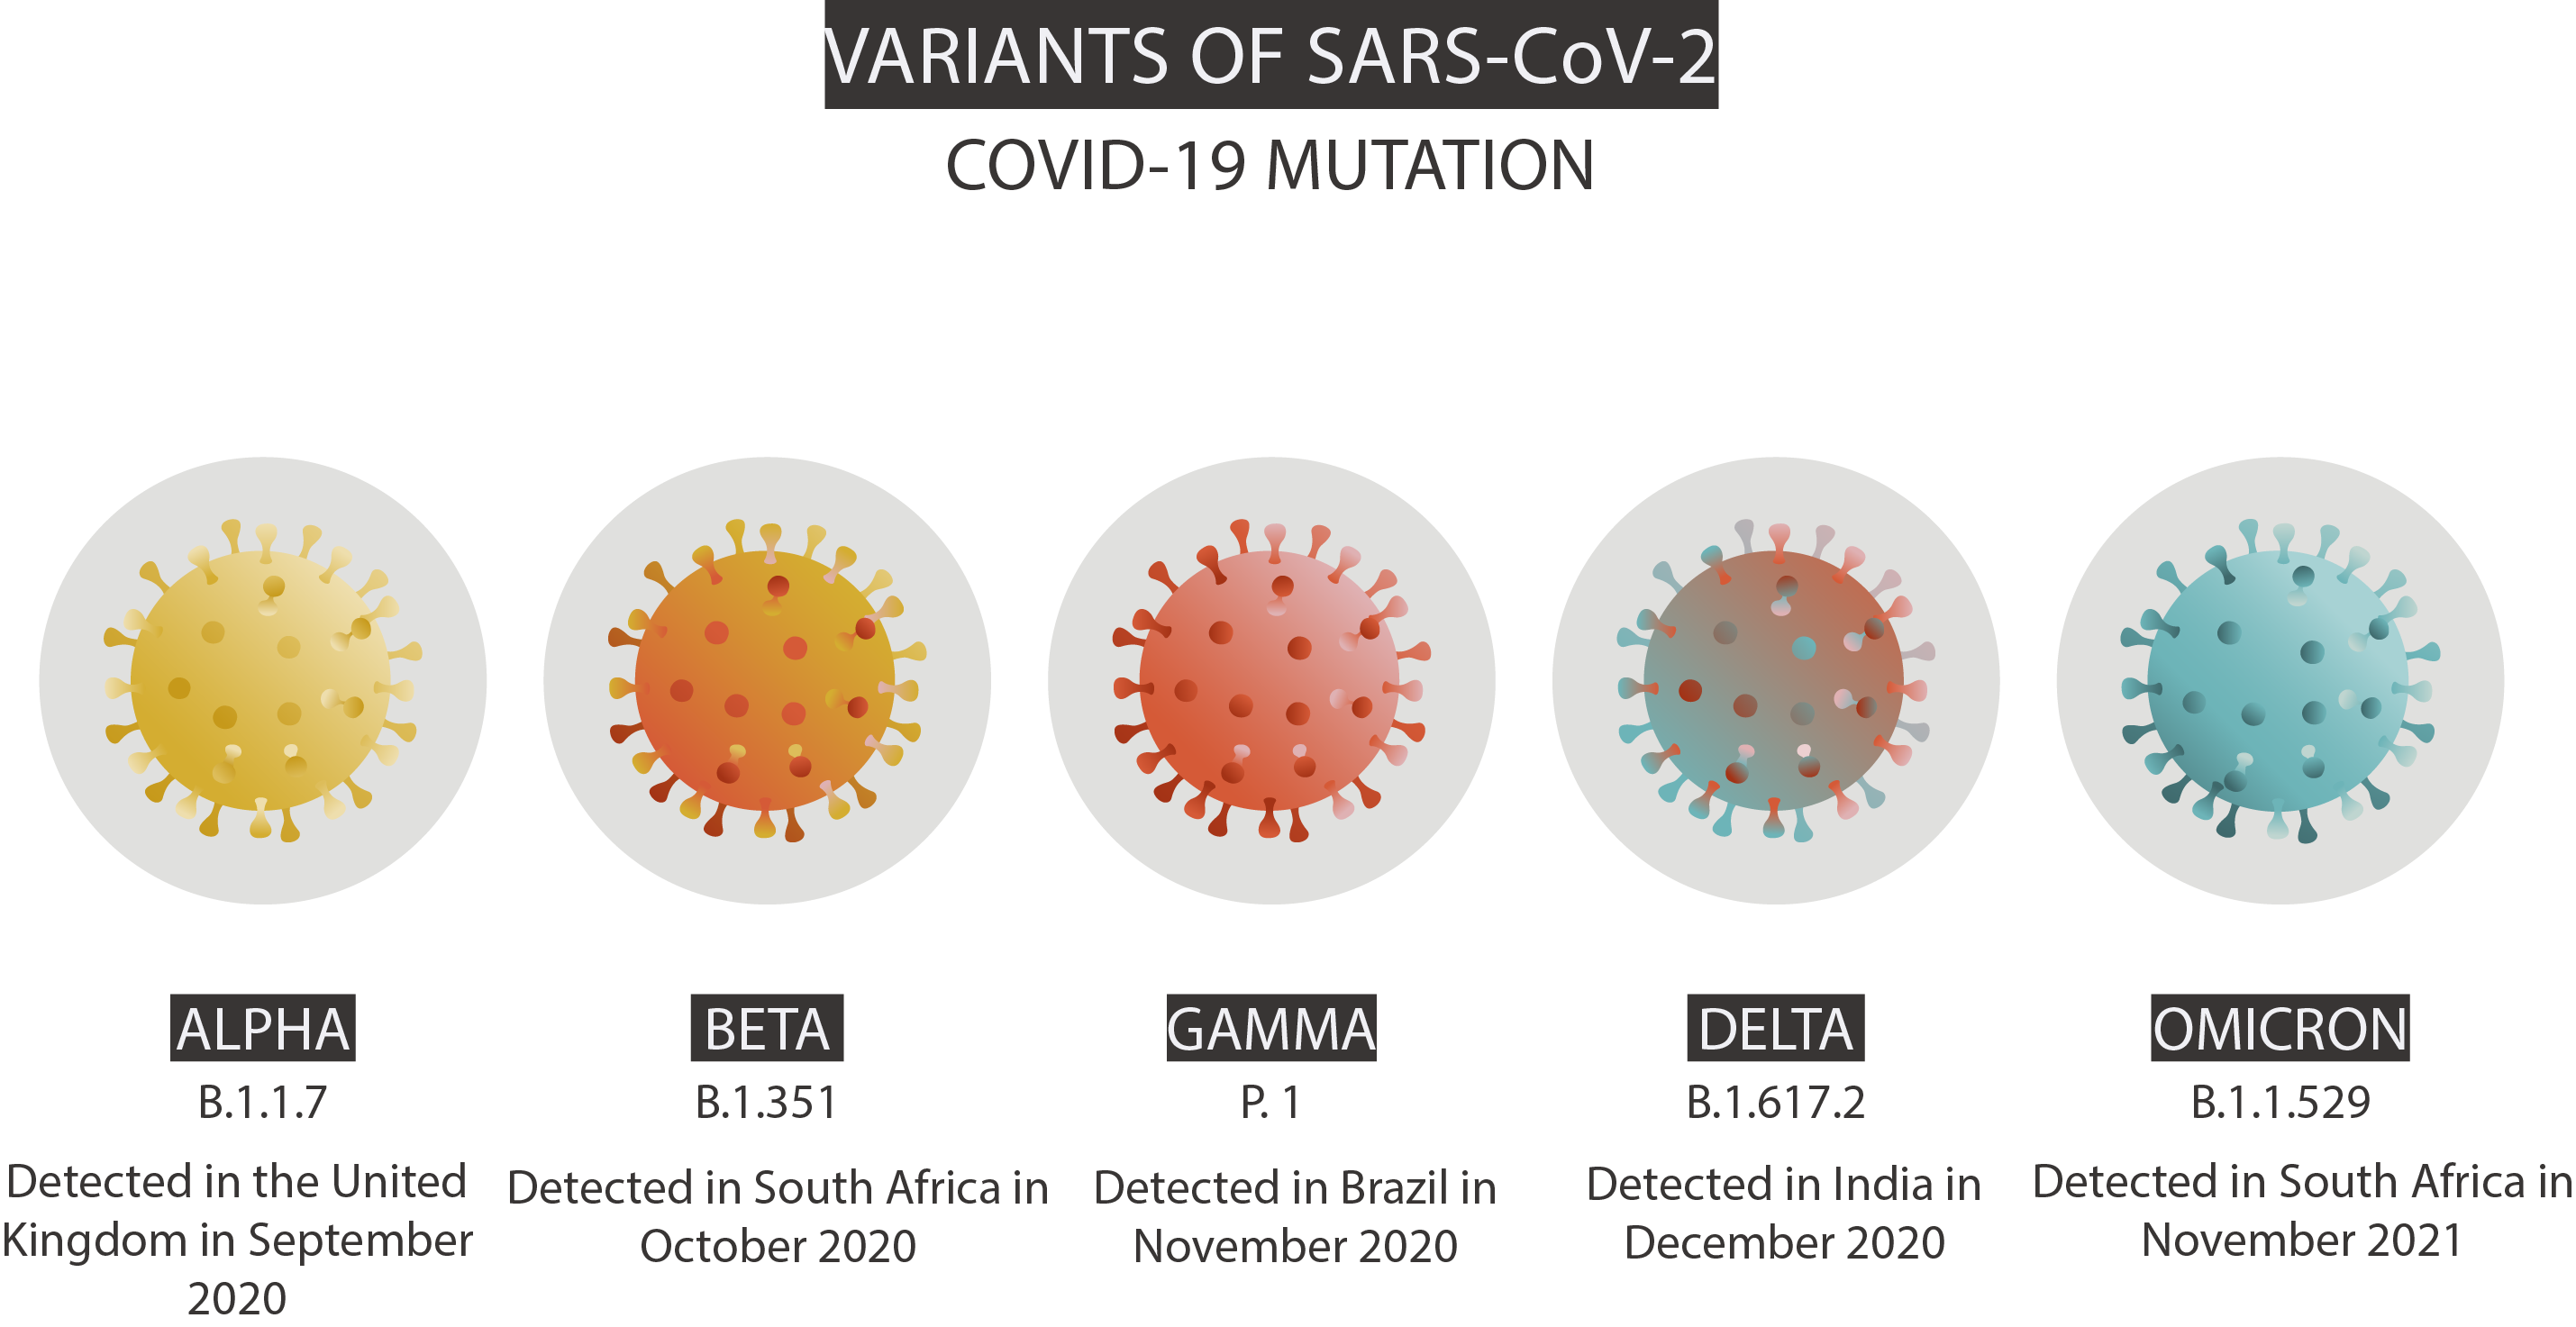 VARIANTS OF SARS-CoV-2
COVID-19 MUTATION
ALPHA
B.1.1.7
Detected in the United
Kingdom in September
2020
BETA
B.1.351
Detected in South Africa in
October 2020
GAMMA
P. 1
Detected in Brazil in
November 2020
DELTA
B.1.617.2
Detected in India in
December 2020
OMICRON
B.1.1.529
Detected in South Africa in
November 2021